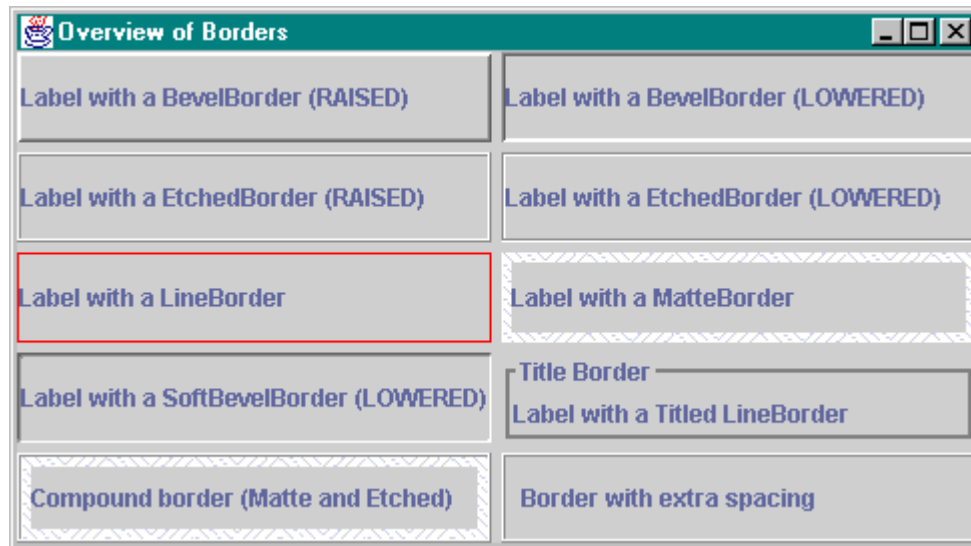 Overview of Borders
Label with a BevelBorder (RAISED)
Label with a BevelBorder (LOWERED)
Label with a EtchedBorder (RAISED)
Label with a EtchedBorder (LOWERED)
Label with a LineBorder
Label with a MatteBorder
Label with a SoftBevelBorder (LOWERED)
Title Border
Label with a Titled LineBorder
Compound border (Matte and Etched)
Border with extra spacing